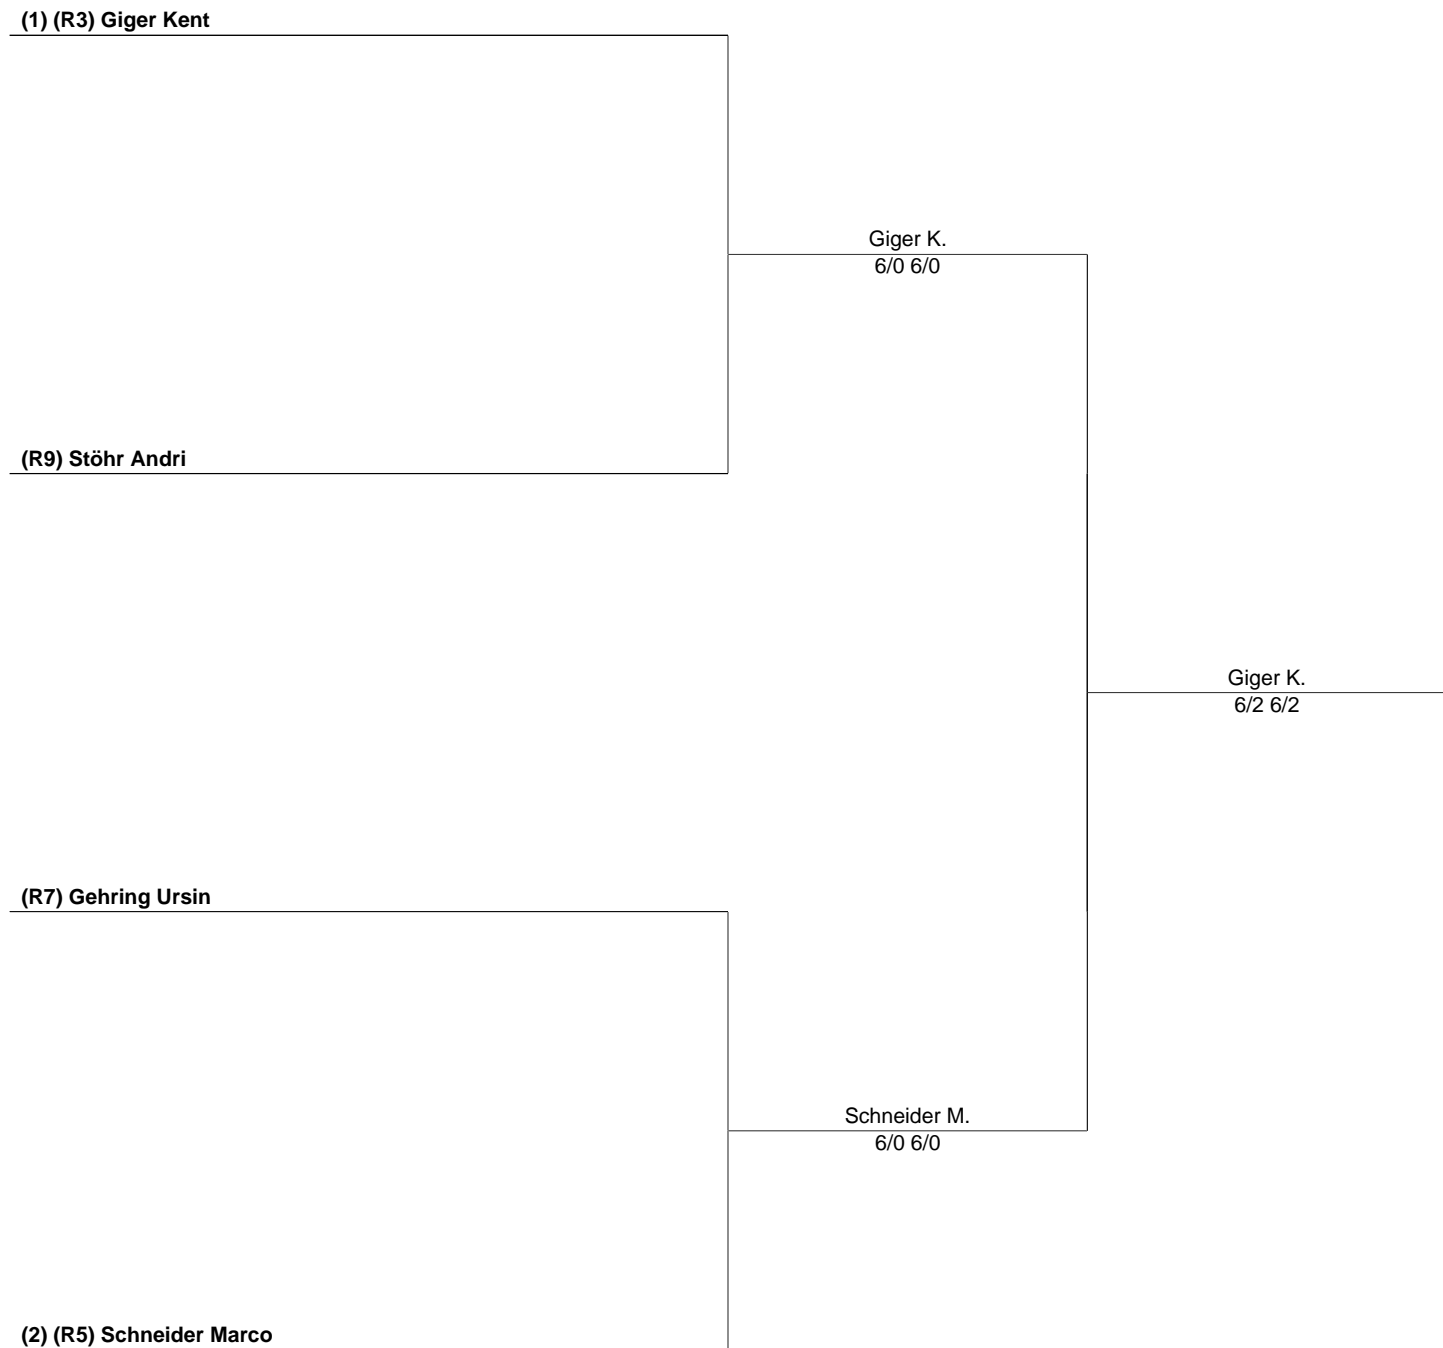 (1) (R3) Giger Kent
Giger K.
6/0 6/0
(R9) Stöhr Andri
Giger K.
6/2 6/2
(R7) Gehring Ursin
Schneider M.
6/0 6/0
(2) (R5) Schneider Marco